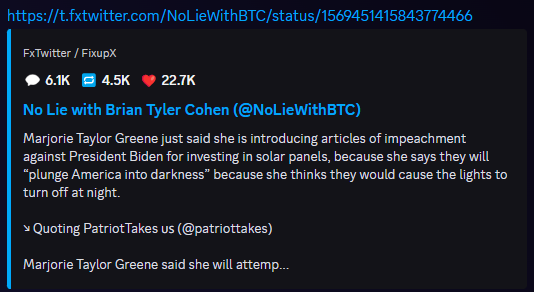 https://t.fxtwitter.com/NoLieWithBTC/status/1569451415843774466
FxTwitter / FixupX
💬 6.1K 🔁 4.5K ❤️ 22.7K
No Lie with Brian Tyler Cohen (@NoLieWithBTC)
Marjorie Taylor Greene just said she is introducing articles of impeachment
against President Biden for investing in solar panels, because she says they will
“plunge America into darkness” because she thinks they would cause the lights to
turn off at night.
↘ Quoting PatriotTakes us (@patriottakes)
Marjorie Taylor Greene said she will attemp...